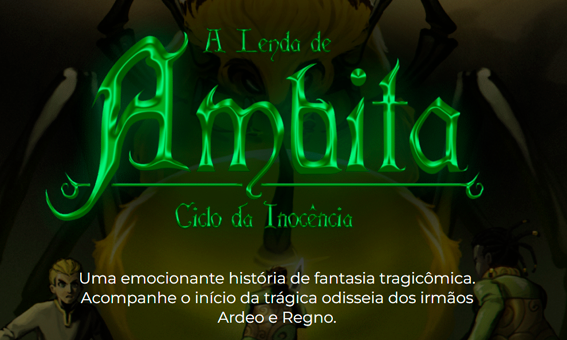 A Lenda de
Ambita
Ciclo da Inocência
Uma emocionante história de fantasia tragicômica.
Acompanhe o início da trágica odisseia dos irmãos
Ardeo e Regno.